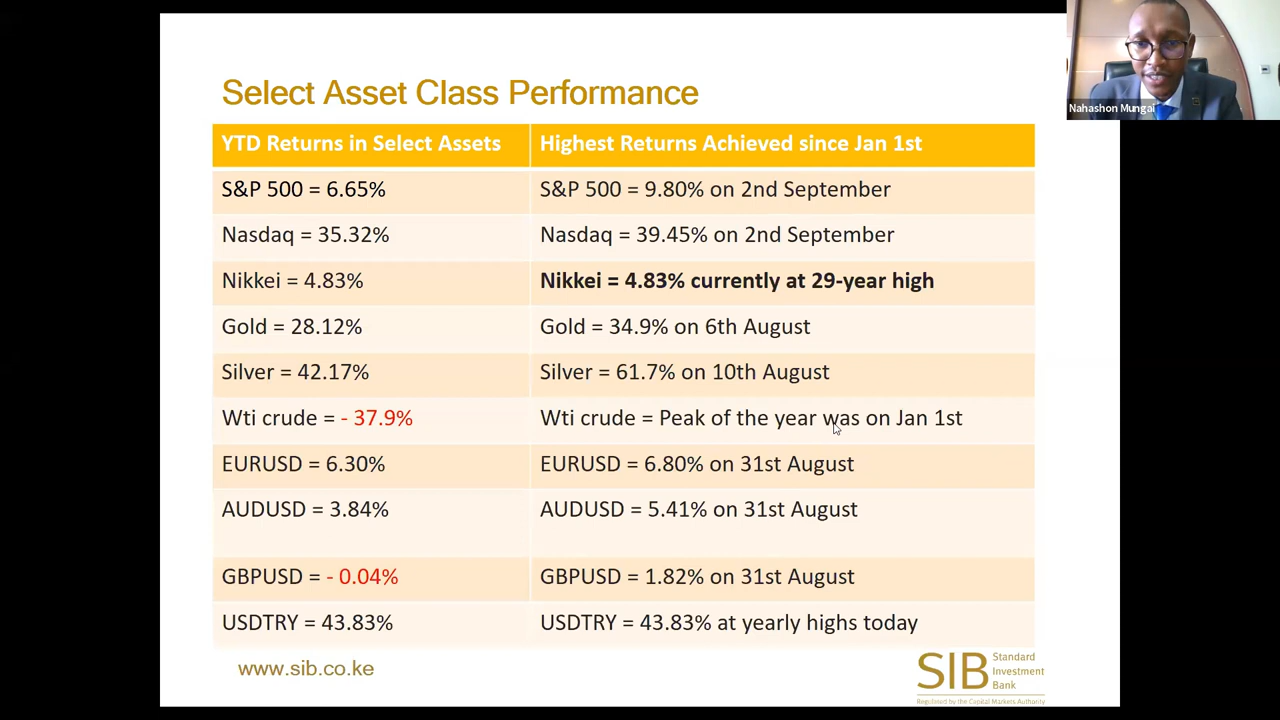 Select Asset Class Performance
YTD Returns in Select Assets
Highest Returns Achieved since Jan 1st
S&P 500 = 6.65%
S&P 500 = 9.80% on 2nd September
Nasdaq = 35.32%
Nasdaq = 39.45% on 2nd September
Nikkei = 4.83%
Nikkei = 4.83% currently at 29-year high
Gold = 28.12%
Gold = 34.9% on 6th August
Silver = 42.17%
Silver = 61.7% on 10th August
Wti crude = - 37.9%
Wti crude = Peak of the year was on Jan 1st
EURUSD = 6.30%
EURUSD = 6.80% on 31st August
AUDUSD = 3.84%
AUDUSD = 5.41% on 31st August
GBPUSD = - 0.04%
GBPUSD = 1.82% on 31st August
USDTRY = 43.83%
USDTRY = 43.83% at yearly highs today
www.sib.co.ke
SIB
Standard
Investment
Bank
Regulated by the Capital Markets Authority
Nahashon Mungai